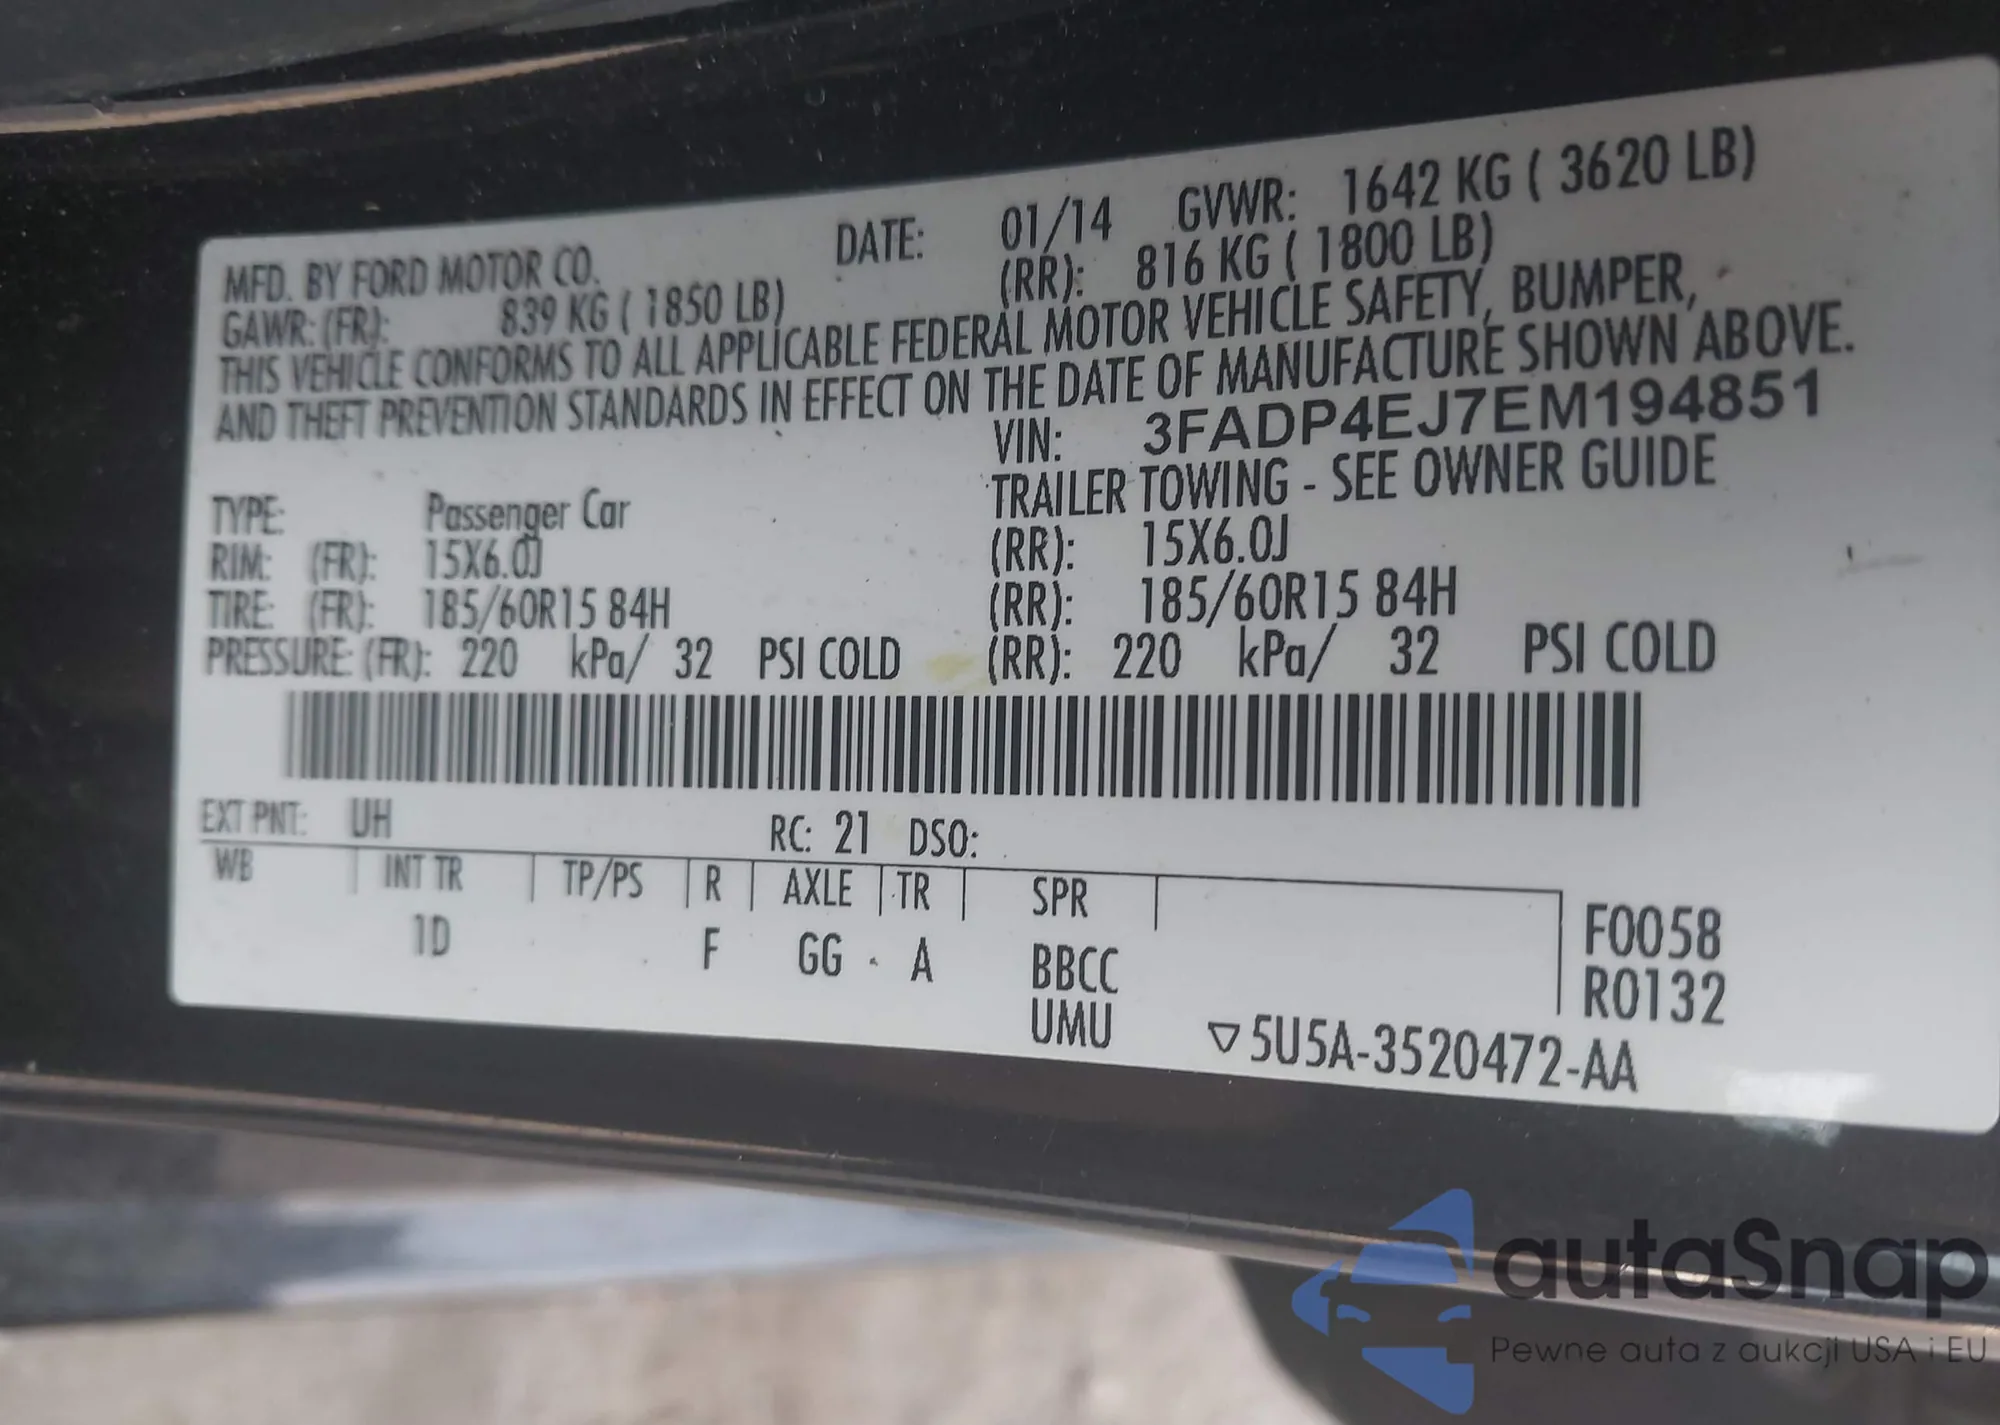 MFD. BY FORD MOTOR CO. DATE: 01/14 GVWR: 1642 KG ( 3620 LB)
GAWR: (FR): 839 KG ( 1850 LB) (RR): 816 KG ( 1800 LB)
THIS VEHICLE CONFORMS TO ALL APPLICABLE FEDERAL MOTOR VEHICLE SAFETY, BUMPER,
AND THEFT PREVENTION STANDARDS IN EFFECT ON THE DATE OF MANUFACTURE SHOWN ABOVE.
VIN: 3FADP4EJ7EM194851
TYPE: Passenger Car TRAILER TOWING - SEE OWNER GUIDE
RIM: (FR): 15X6.0J (RR): 15X6.0J
TIRE: (FR): 185/60R15 84H (RR): 185/60R15 84H
PRESSURE: (FR): 220 kPa/ 32 PSI COLD (RR): 220 kPa/ 32 PSI COLD
EXT PNT: UH RC: 21 DSO:
WB INT TR TP/PS R AXLE TR SPR
1D F GG A BBCC
UMU
F0058
R0132
▽5U5A-3520472-AA
autaSnap
Pewne auta z aukcji USA i EU